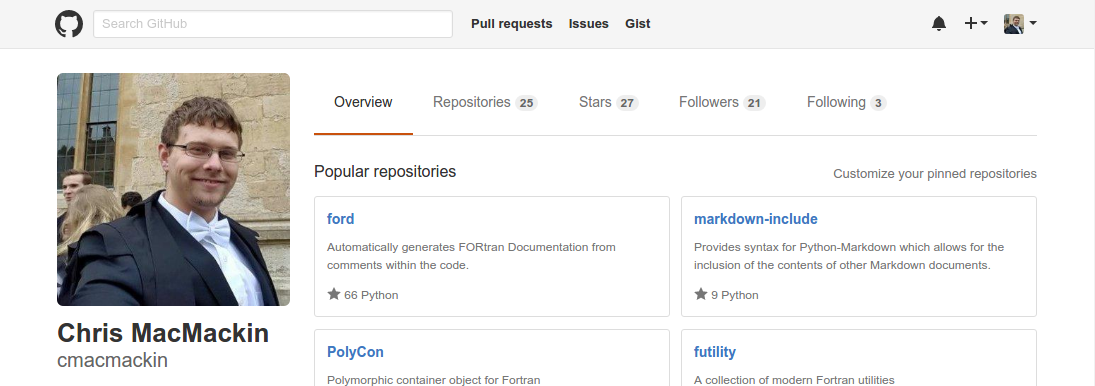 Search GitHub Pull requests Issues Gist
Overview Repositories 25 Stars 27 Followers 21 Following 3
Popular repositories Customize your pinned repositories
ford
Automatically generates FORtran Documentation from
comments within the code.
66 Python
markdown-include
Provides syntax for Python-Markdown which allows for the
inclusion of the contents of other Markdown documents.
9 Python
Chris MacMackin
cmacmackin
PolyCon
Polymorphic container object for Fortran
futility
A collection of modern Fortran utilities